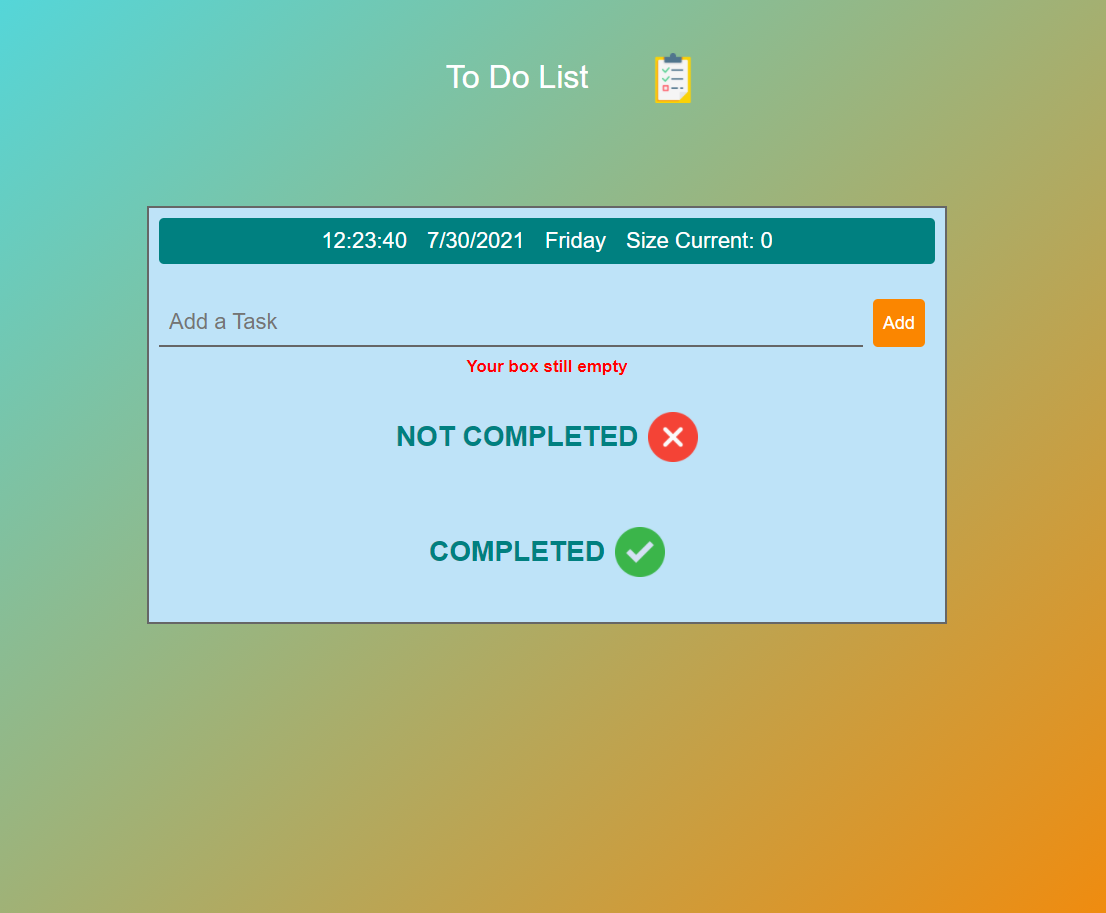 To Do List
12:23:40 7/30/2021 Friday Size Current: 0
Add a Task
Add
Your box still empty
NOT COMPLETED
COMPLETED